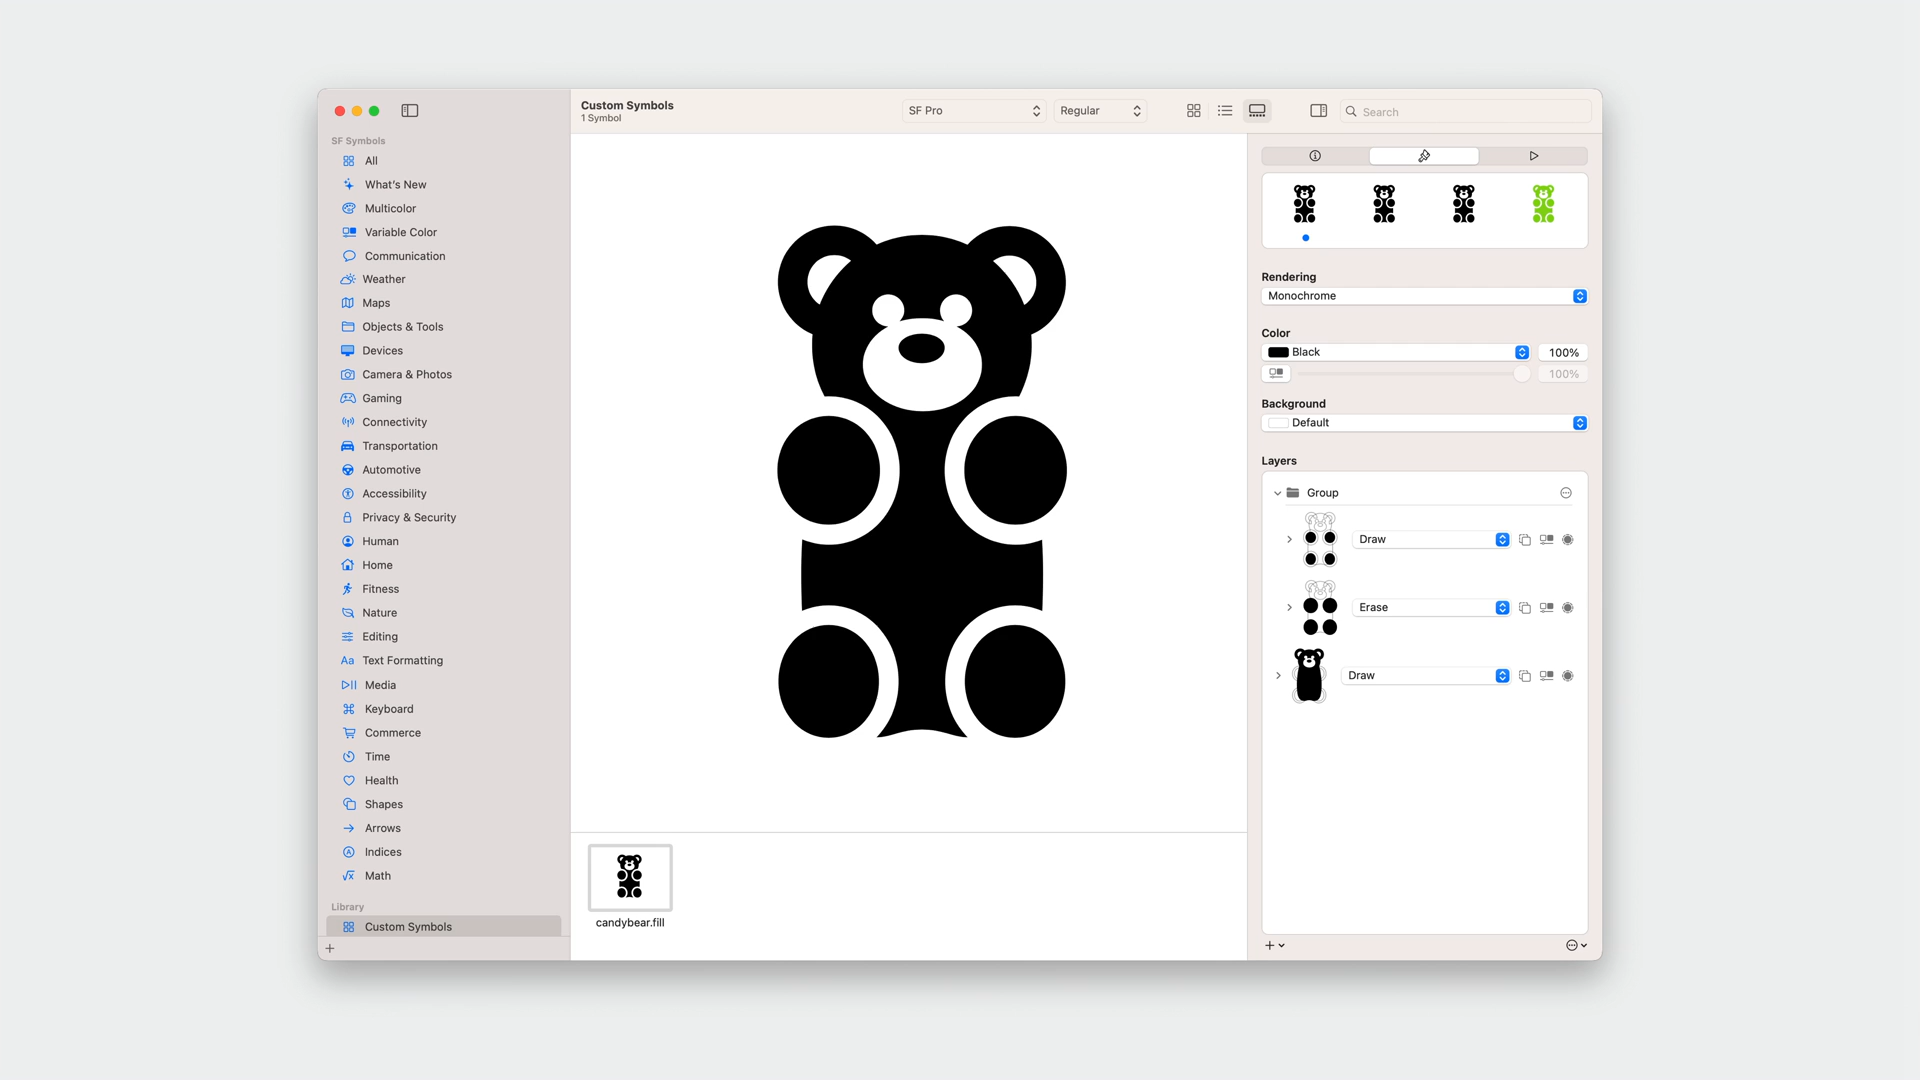 SF Symbols
All
What's New
Multicolor
Variable Color
Communication
Weather
Maps
Objects & Tools
Devices
Camera & Photos
Gaming
Connectivity
Transportation
Automotive
Accessibility
Privacy & Security
Human
Home
Fitness
Nature
Editing
Aa Text Formatting
Media
Keyboard
Commerce
Time
Health
Shapes
Arrows
Indices
Math
Library
Custom Symbols
Custom Symbols
1 Symbol
SF Pro
Regular
Search
candybear.fill
Rendering
Monochrome
Color
Black 100%
100%
Background
Default
Layers
Group
Draw
Erase
Draw